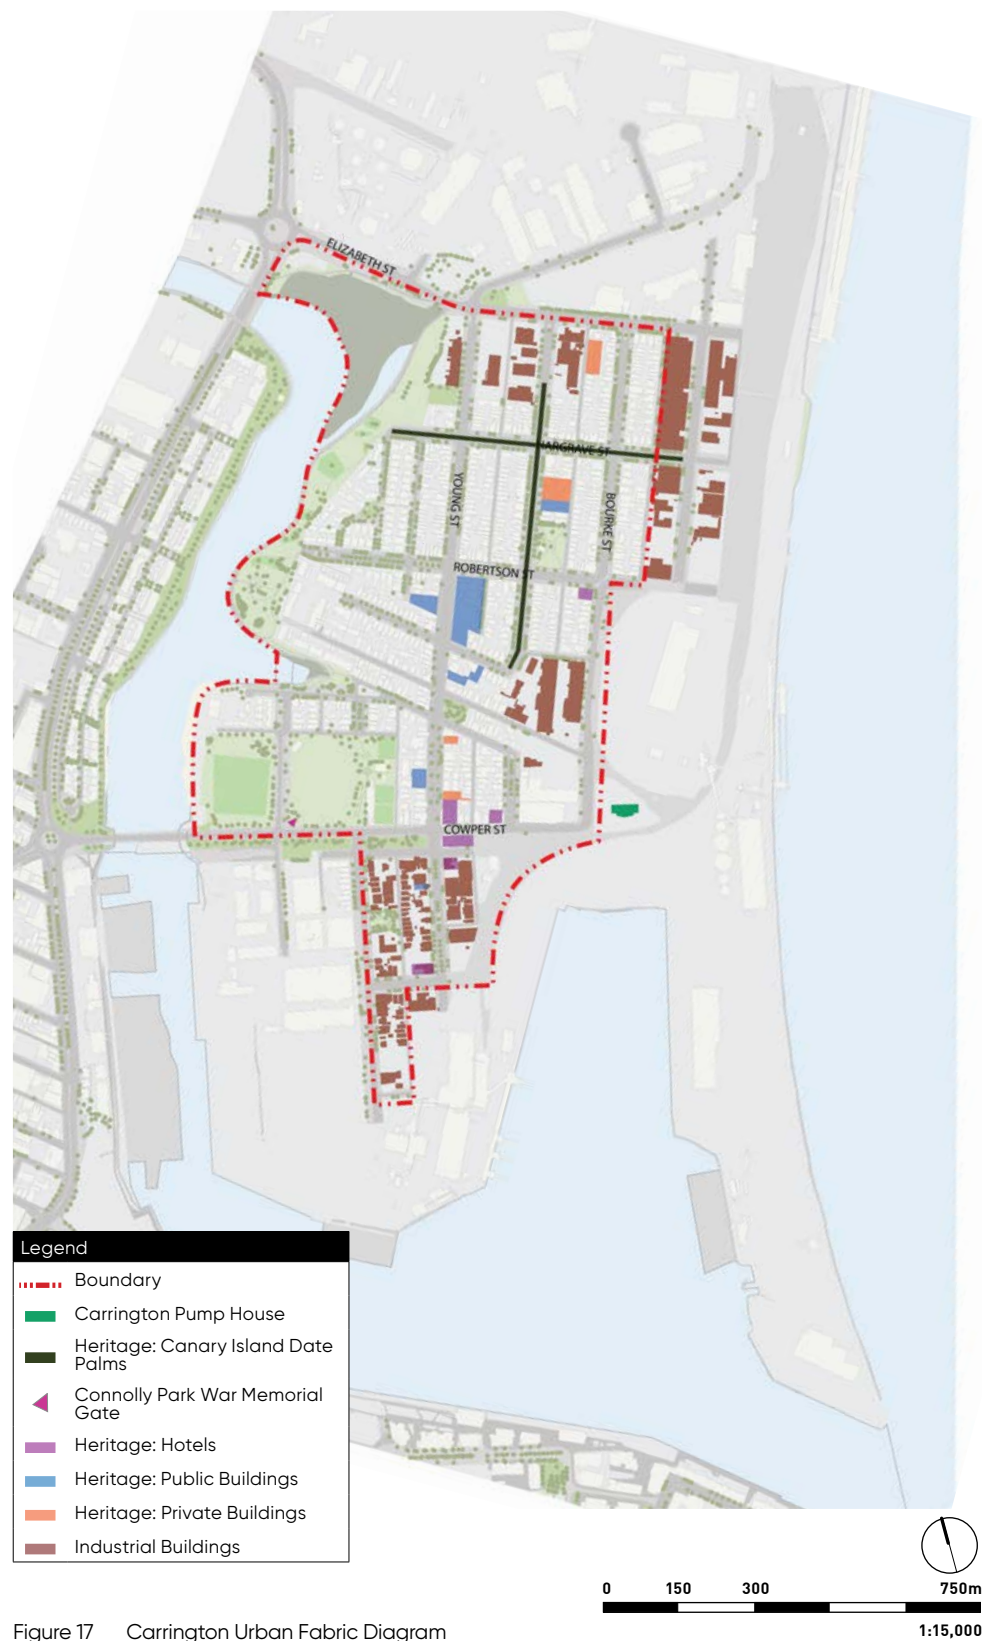 ELIZABETH ST
HARGRAVE ST
YOUNG ST
BOURKE ST
ROBERTSON ST
COWPER ST
Legend
Boundary
Carrington Pump House
Heritage: Canary Island Date
Palms
Connolly Park War Memorial
Gate
Heritage: Hotels
Heritage: Public Buildings
Heritage: Private Buildings
Industrial Buildings
0 150 300 750m
1:15,000
Figure 17 Carrington Urban Fabric Diagram